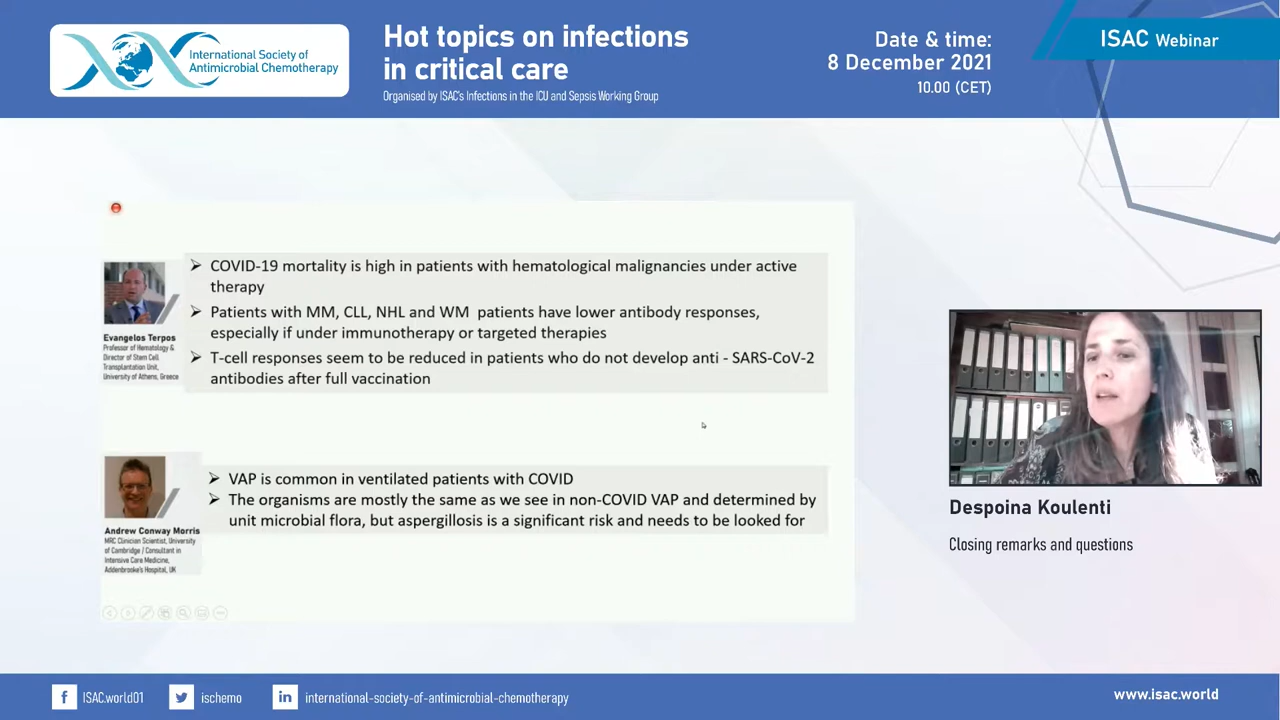 International Society of
Antimicrobial Chemotherapy
Hot topics on infections
in critical care
Organised by ISAC's Infections in the ICU and Sepsis Working Group
Date & time:
8 December 2021
10.00 (CET)
ISAC Webinar
➤ COVID-19 mortality is high in patients with hematological malignancies under active
therapy
➤ Patients with MM, CLL, NHL and WM patients have lower antibody responses,
especially if under immunotherapy or targeted therapies
➤ T-cell responses seem to be reduced in patients who do not develop anti - SARS-CoV-2
antibodies after full vaccination
Evangelos Terpos
Professor of Hematology &
Director of Stem Cell
Transplantation Unit,
University of Athens, Greece
➤ VAP is common in ventilated patients with COVID
➤ The organisms are mostly the same as we see in non-COVID VAP and determined by
unit microbial flora, but aspergillosis is a significant risk and needs to be looked for
Andrew Conway Morris
MRC Clinician Scientist, University
of Cambridge / Consultant in
Intensive Care Medicine,
Addenbrooke's Hospital, UK
Despoina Koulenti
Closing remarks and questions
ISAC.world01
ischemo
international-society-of-antimicrobial-chemotherapy
www.isac.world